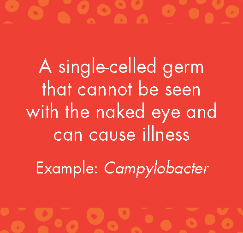 A single-celled germ
that cannot be seen
with the naked eye and
can cause illness
Example: Campylobacter